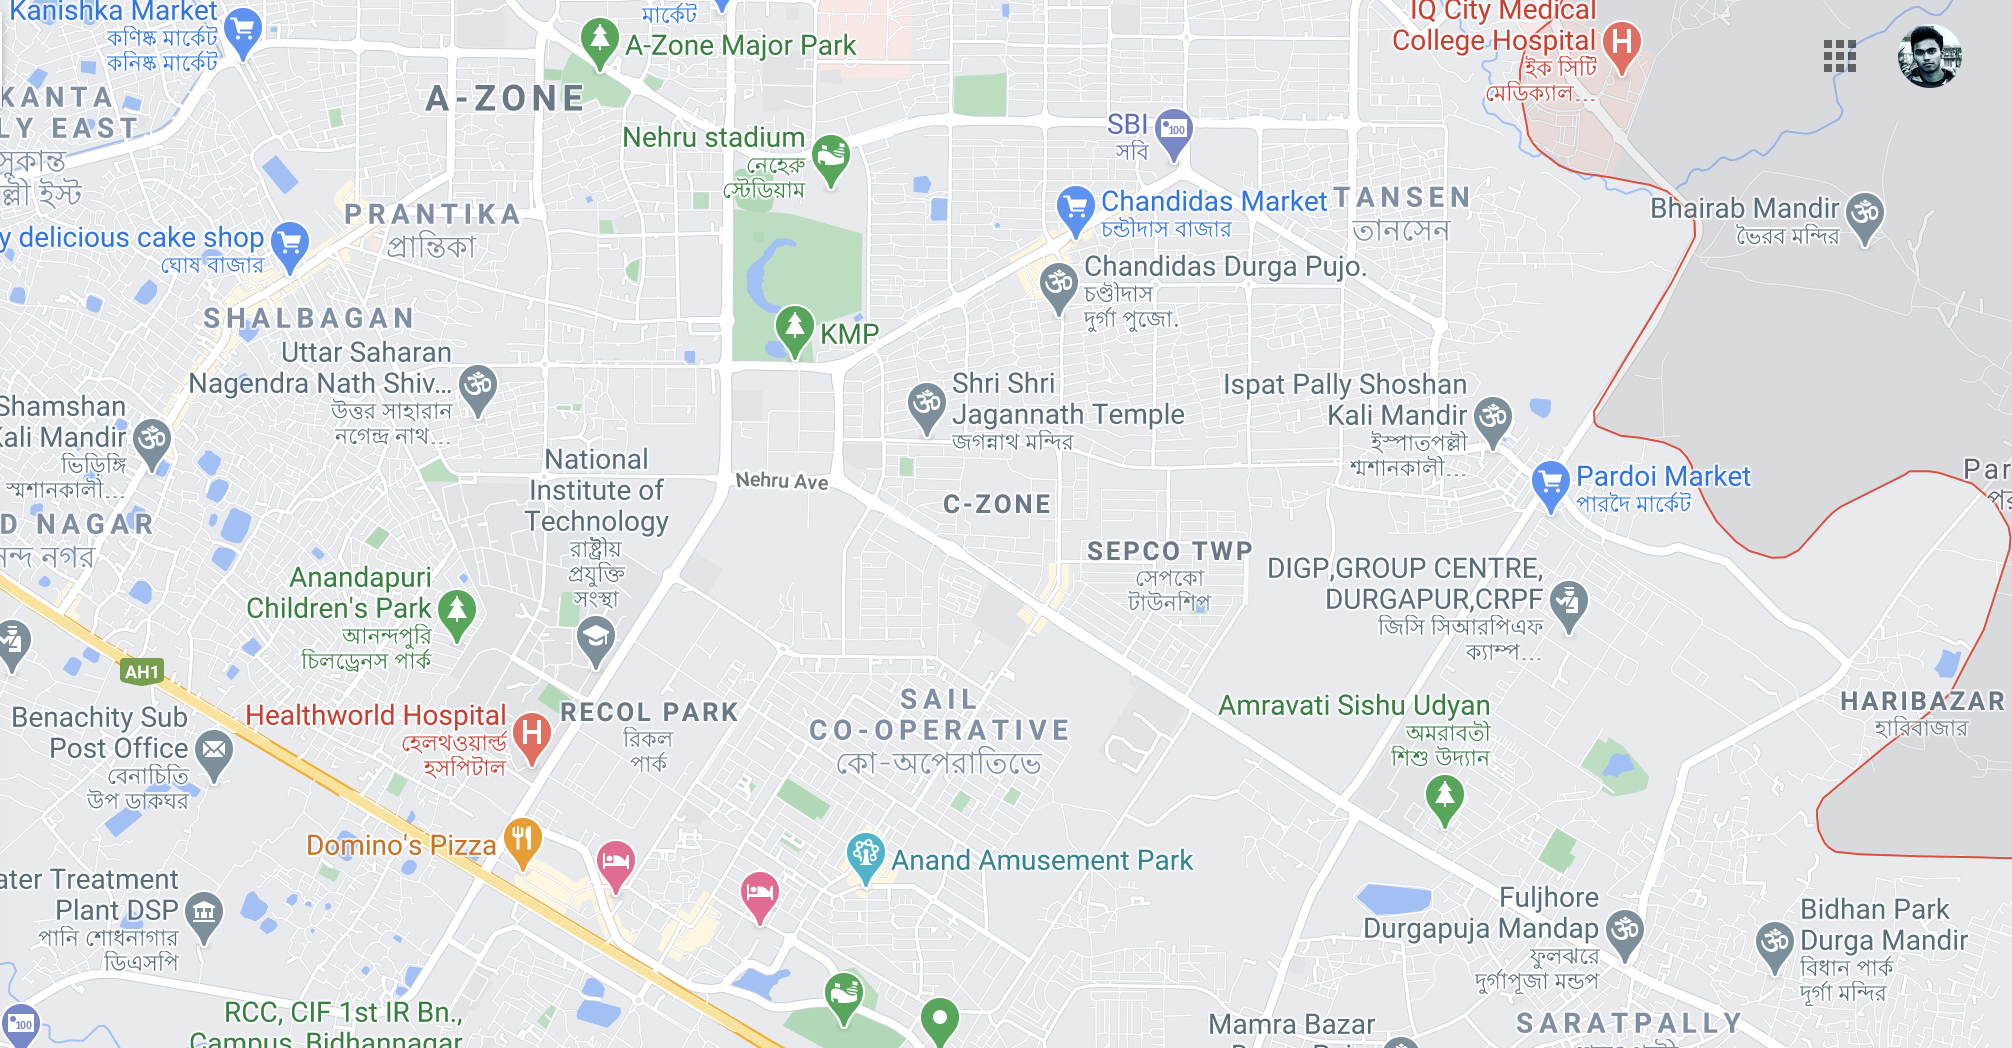 Kanishka Market
কণিষ্ক মার্কেট
কনিষ্ক মার্কেট
মার্কেট
A-Zone Major Park
A-ZONE
KANTA
LY EAST
সুকান্ত
ল্লী ইস্ট
Nehru stadium
নেহেরু
স্টেডিয়াম
SBI
সবি
100
IQ City Medical
College Hospital
ইক সিটি
মেডিক্যাল...
H
Chandidas Market
চন্ডীদাস বাজার
TANSEN
তানসেন
Bhairab Mandir
ভৈরব মন্দির
PRANTIKA
প্রান্তিকা
y delicious cake shop
ঘোষ বাজার
Chandidas Durga Pujo.
চণ্ডীদাস
দুর্গা পুজো.
SHALBAGAN
KMP
Uttar Saharan
Nagendra Nath Shiv...
উত্তর সাহারান
নগেন্দ্র নাথ...
Shri Shri
Jagannath Temple
জগন্নাথ মন্দির
Ispat Pally Shoshan
Kali Mandir
ইস্পাতপল্লী
শ্মশানকালী...
Shamshan
Kali Mandir
ভিড়িঙ্গি
স্মশানকালী...
National
Institute of
Technology
রাষ্ট্রীয়
প্রযুক্তি
সংস্থা
Nehru Ave
C-ZONE
Pardoi Market
পারদৈ মার্কেট
Par
D NAGAR
নন্দ নগর
SEPCO TWP
সেপকো
টাউনশিপ
DIGP,GROUP CENTRE,
DURGAPUR,CRPF
জিসি সিআরপিএফ
ক্যাম্প...
Anandapuri
Children's Park
আনন্দপুরি
চিলড্রেনস পার্ক
AH1
Benachity Sub
Post Office
বেনাচিতি
উপ ডাকঘর
Healthworld Hospital
হেলথওয়ার্ল্ড
হসপিটাল
H
RECOL PARK
রিকল
পার্ক
SAIL
CO-OPERATIVE
কো-অপেরাতিভে
Amravati Sishu Udyan
অমরাবতী
শিশু উদ্যান
HARIBAZAR
হারিবাজার
Domino's Pizza
Anand Amusement Park
ater Treatment
Plant DSP
পানি শোধনাগার
ডিএসপি
Fuljhore
Durgapuja Mandap
ফুলঝরে
দুর্গাপূজা মন্ডপ
Bidhan Park
Durga Mandir
বিধান পার্ক
দূর্গা মন্দির
100
RCC, CIF 1st IR Bn.,
Campus, Bidhannagar
Mamra Bazar
SARATPALLY